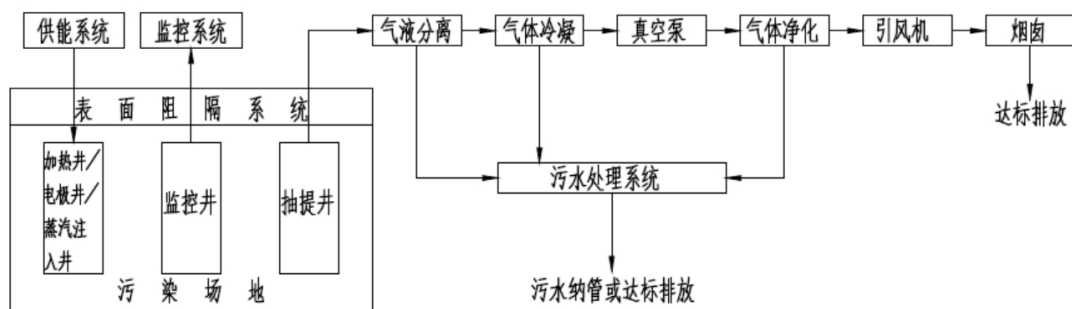 供能系统
监控系统
气液分离
气体冷凝
真空泵
气体净化
引风机
烟囱
表面阻隔系统
达标排放
加热井/
电极井/
蒸汽注
入井
监控井
抽提井
污水处理系统
污染场地
污水纳管或达标排放